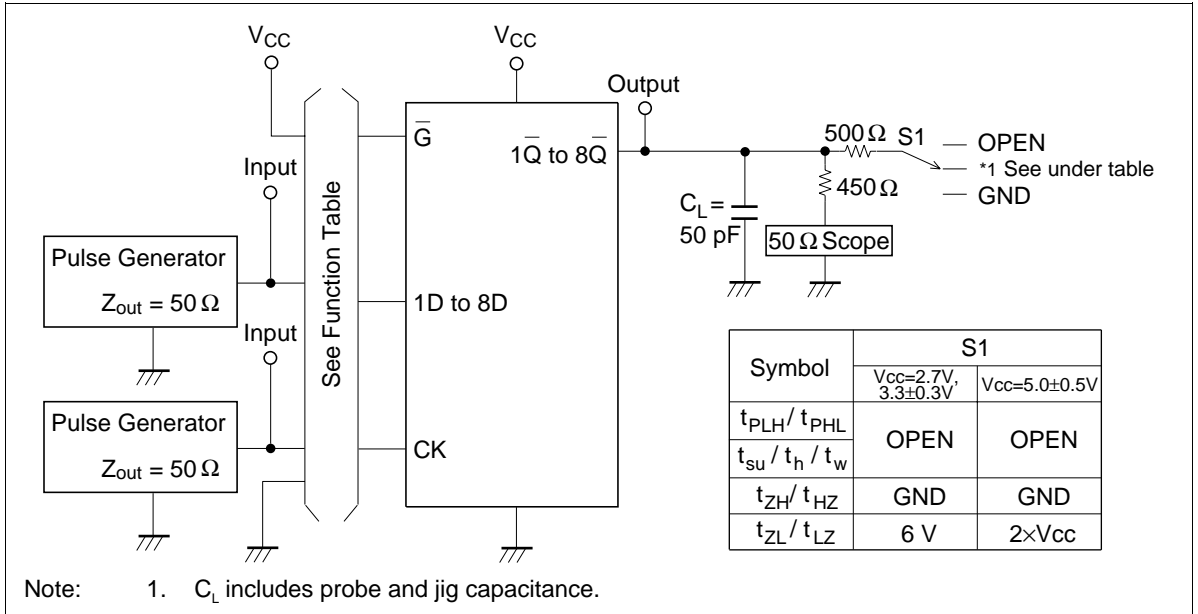 VCC
VCC
Output
Input
G̅
1Q̅ to 8Q̅
500 Ω
S1
OPEN
*1 See under table
GND
450 Ω
CL =
50 pF
50 Ω Scope
Pulse Generator
Zout = 50 Ω
See Function Table
1D to 8D
Input
Pulse Generator
Zout = 50 Ω
CK
Symbol
S1
Vcc=2.7V,
3.3±0.3V
Vcc=5.0±0.5V
tPLH / tPHL
OPEN
OPEN
tsu / th / tw
tZH / tHZ
GND
GND
tZL / tLZ
6 V
2×Vcc
Note: 1. CL includes probe and jig capacitance.